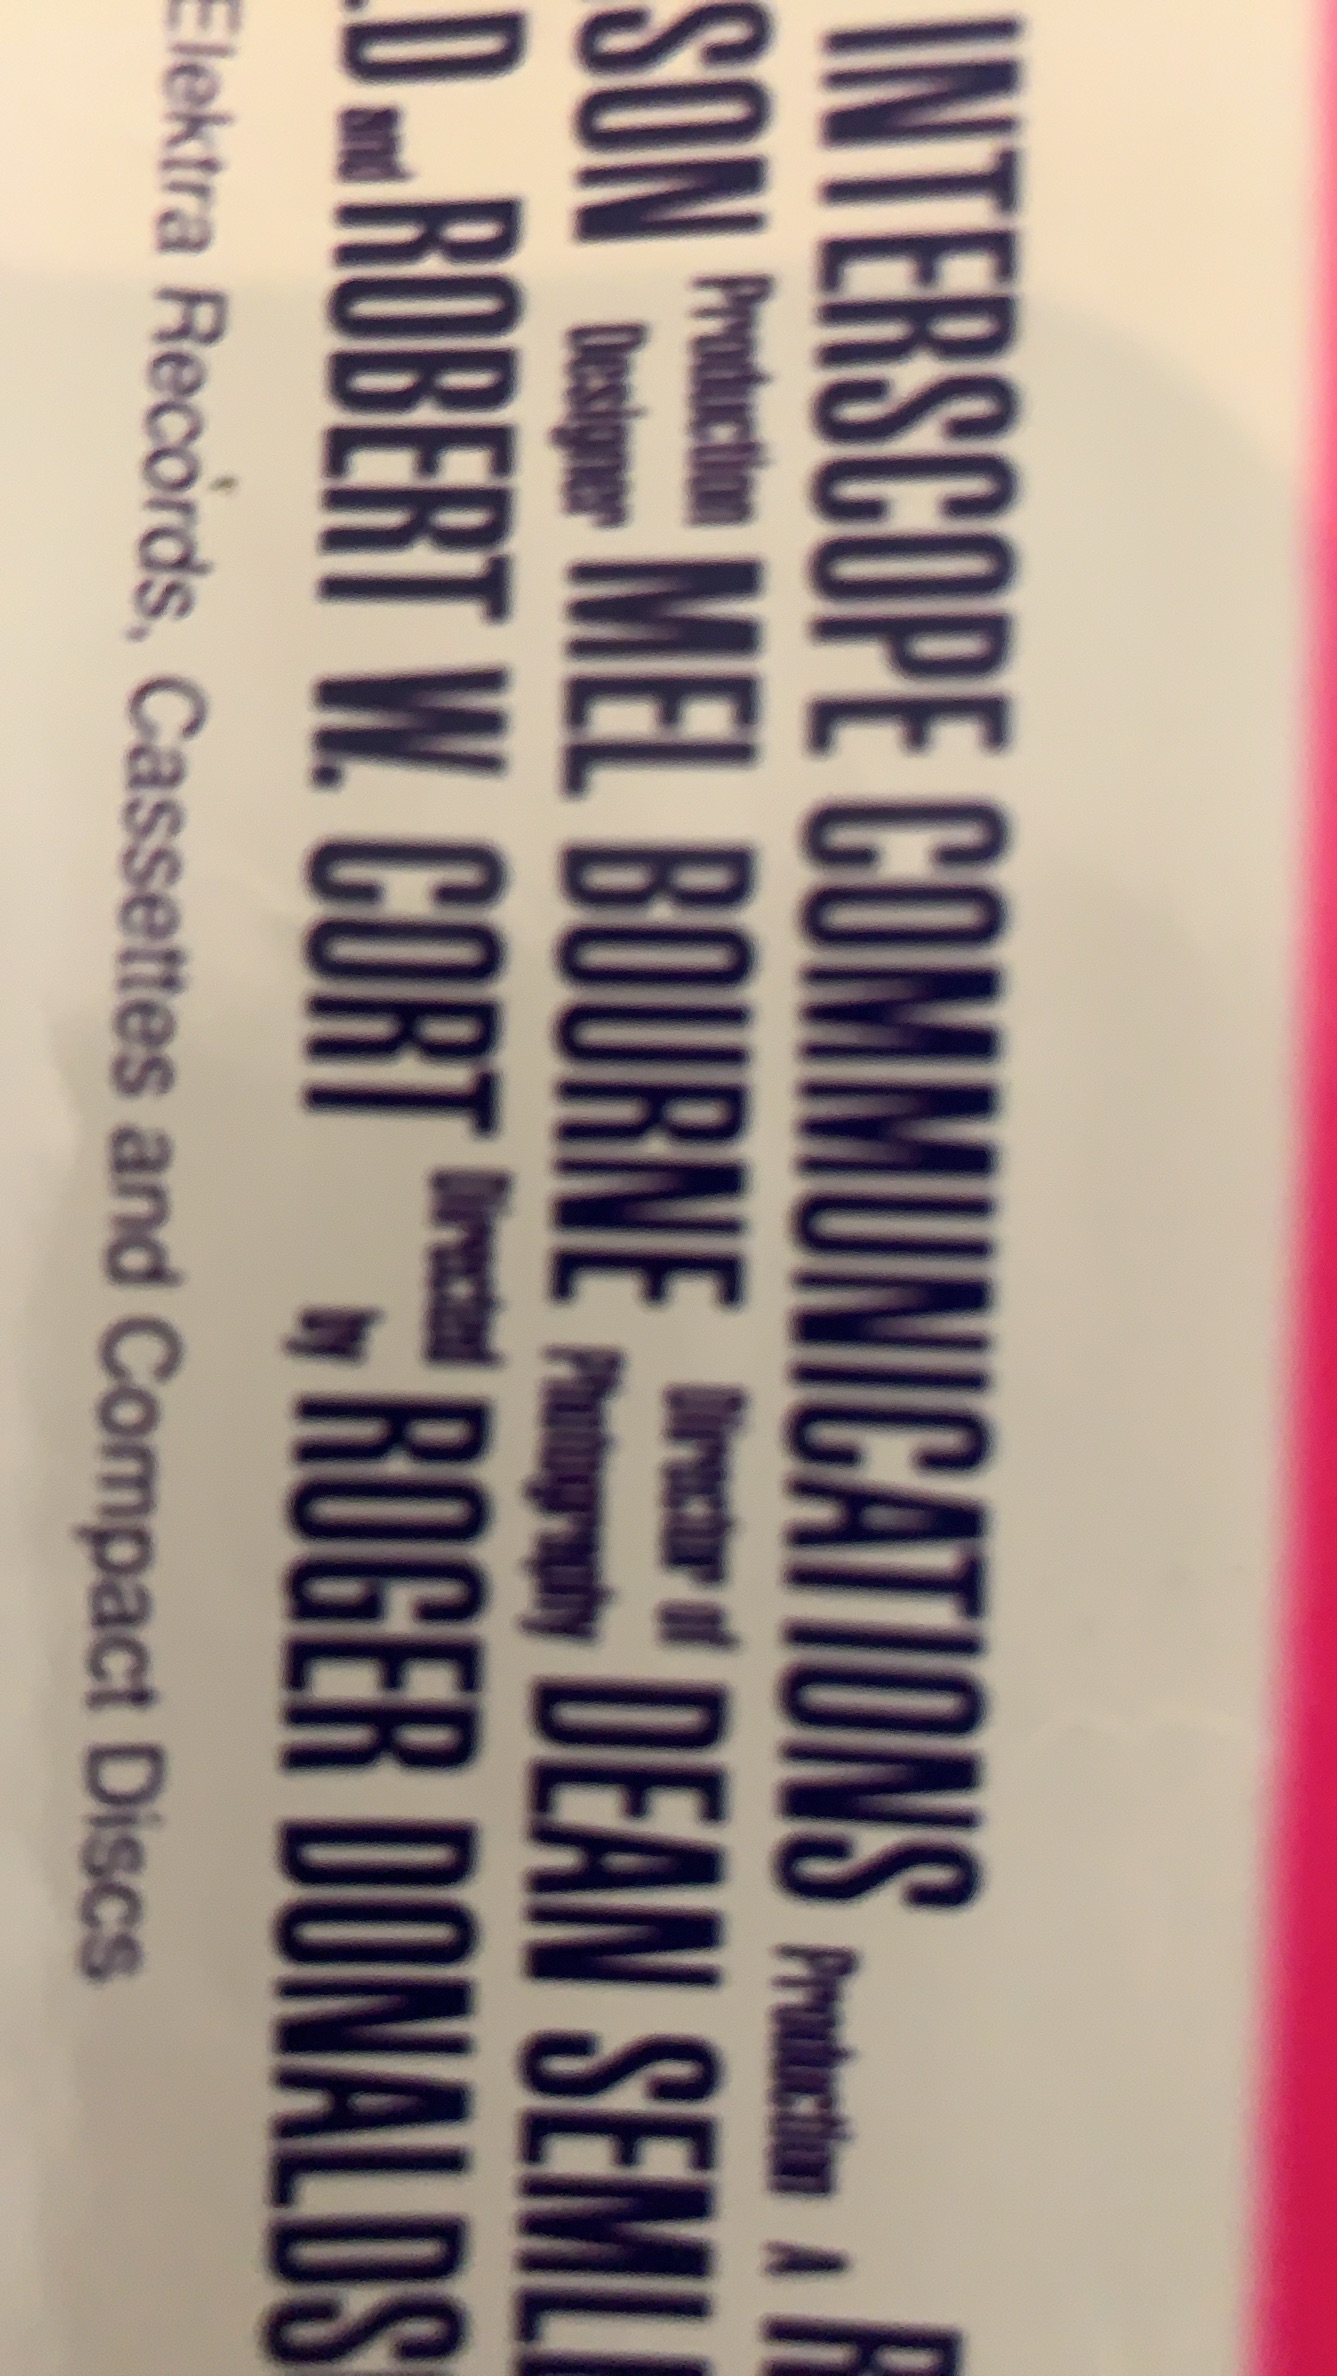 INTERSCOPE COMMUNICATIONS Production A R
SON Production Designer MEL BOURNE Director of Photography DEAN SEML
.D and ROBERT W. CORT Directed by ROGER DONALDS
Elektra Records, Cassettes and Compact Discs